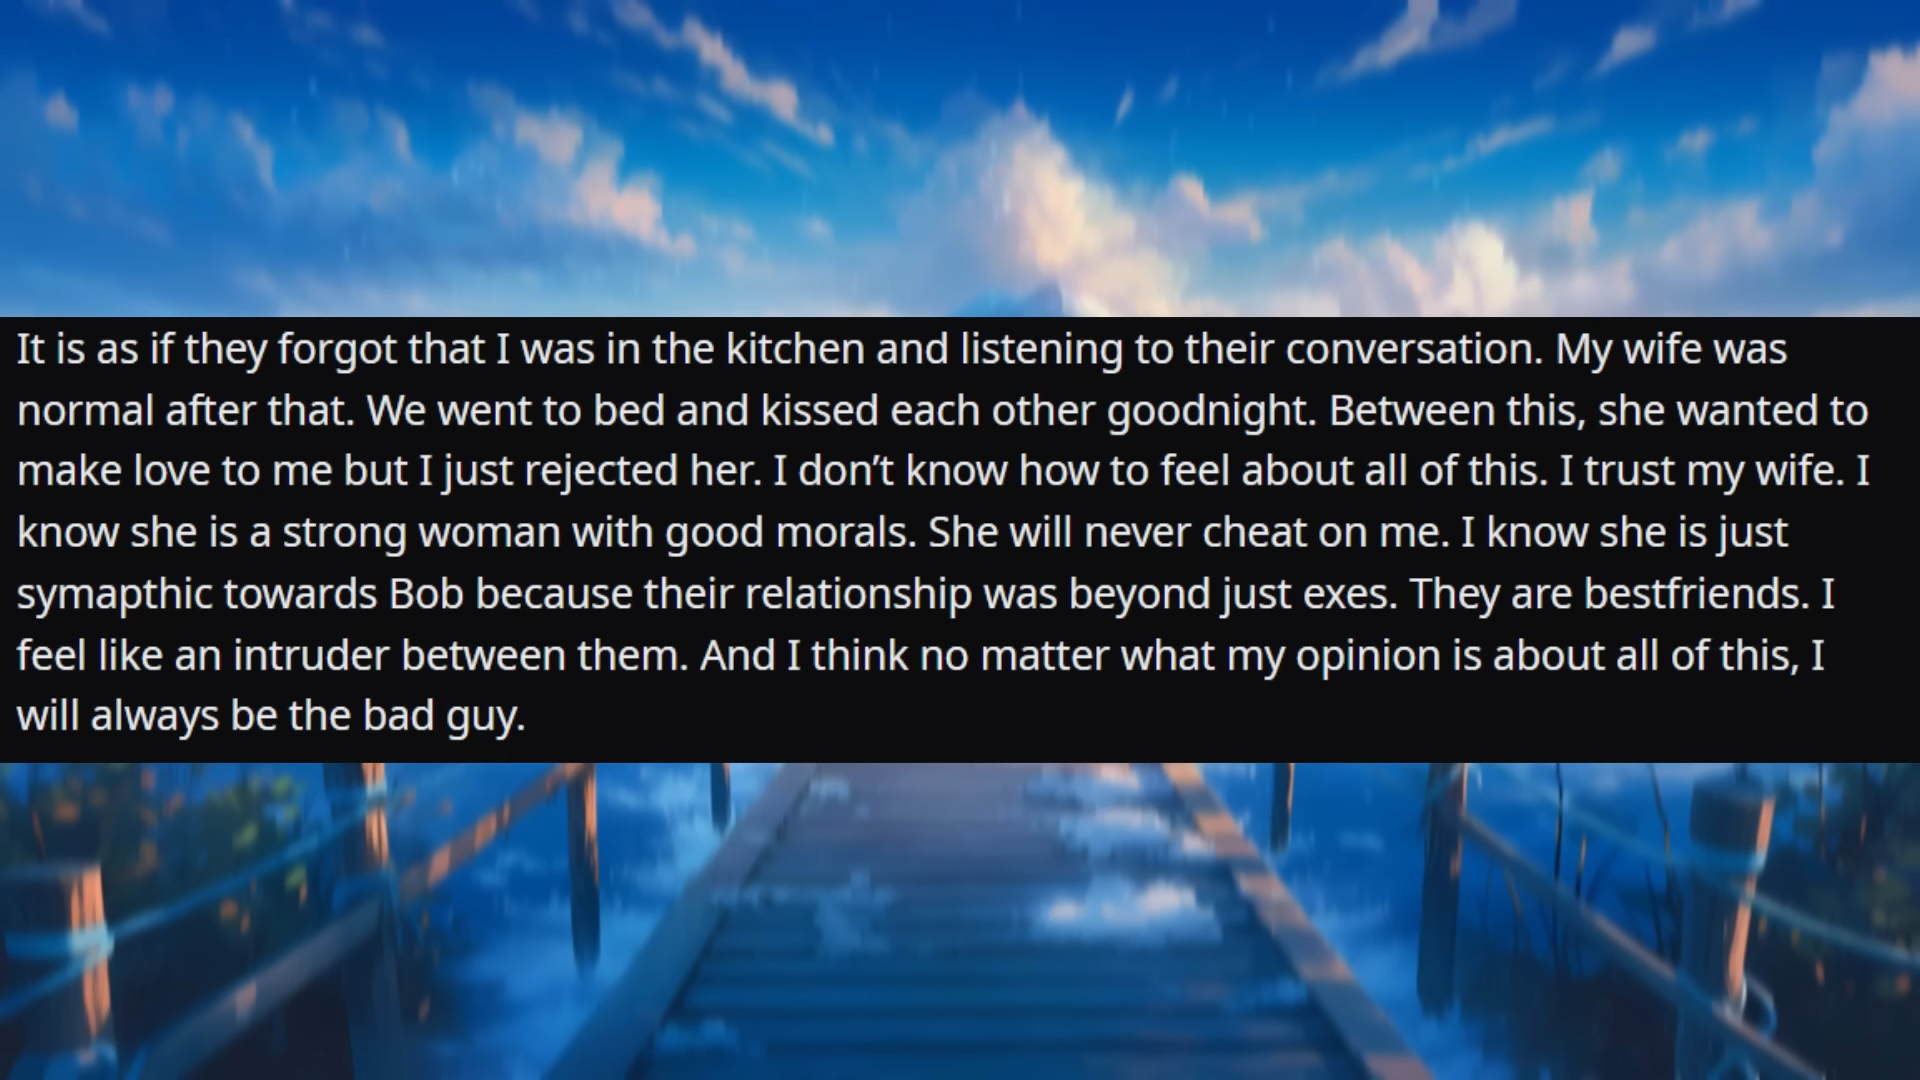 It is as if they forgot that I was in the kitchen and listening to their conversation. My wife was
normal after that. We went to bed and kissed each other goodnight. Between this, she wanted to
make love to me but I just rejected her. I don’t know how to feel about all of this. I trust my wife. I
know she is a strong woman with good morals. She will never cheat on me. I know she is just
symapthic towards Bob because their relationship was beyond just exes. They are bestfriends. I
feel like an intruder between them. And I think no matter what my opinion is about all of this, I
will always be the bad guy.